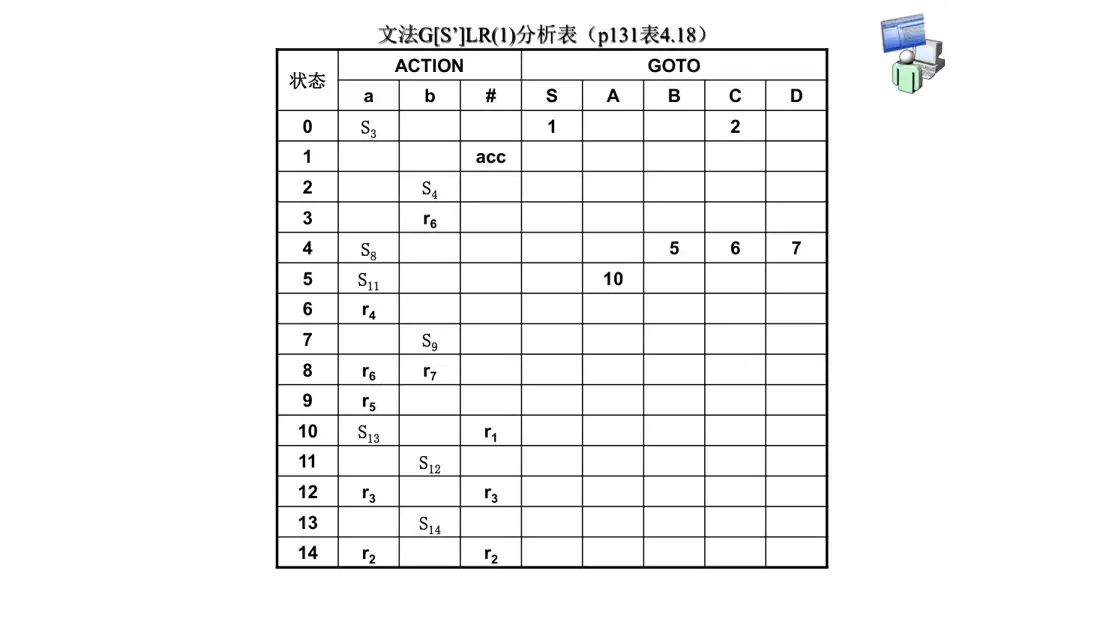 文法G[S’]LR(1)分析表（p131表4.18）
状态 ACTION GOTO
a b # S A B C D
0 S3 1 2
1 acc
2 S4
3 r6
4 S8 5 6 7
5 S11 10
6 r4
7 S9
8 r6 r7
9 r5
10 S13 r1
11 S12
12 r3 r3
13 S14
14 r2 r2